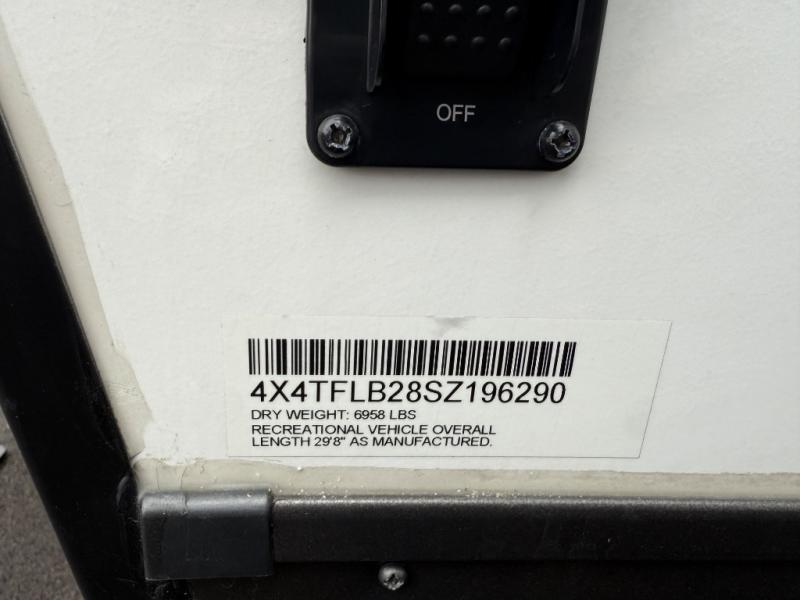 OFF
4X4TFLB28SZ196290
DRY WEIGHT: 6958 LBS
RECREATIONAL VEHICLE OVERALL
LENGTH 29'8" AS MANUFACTURED.